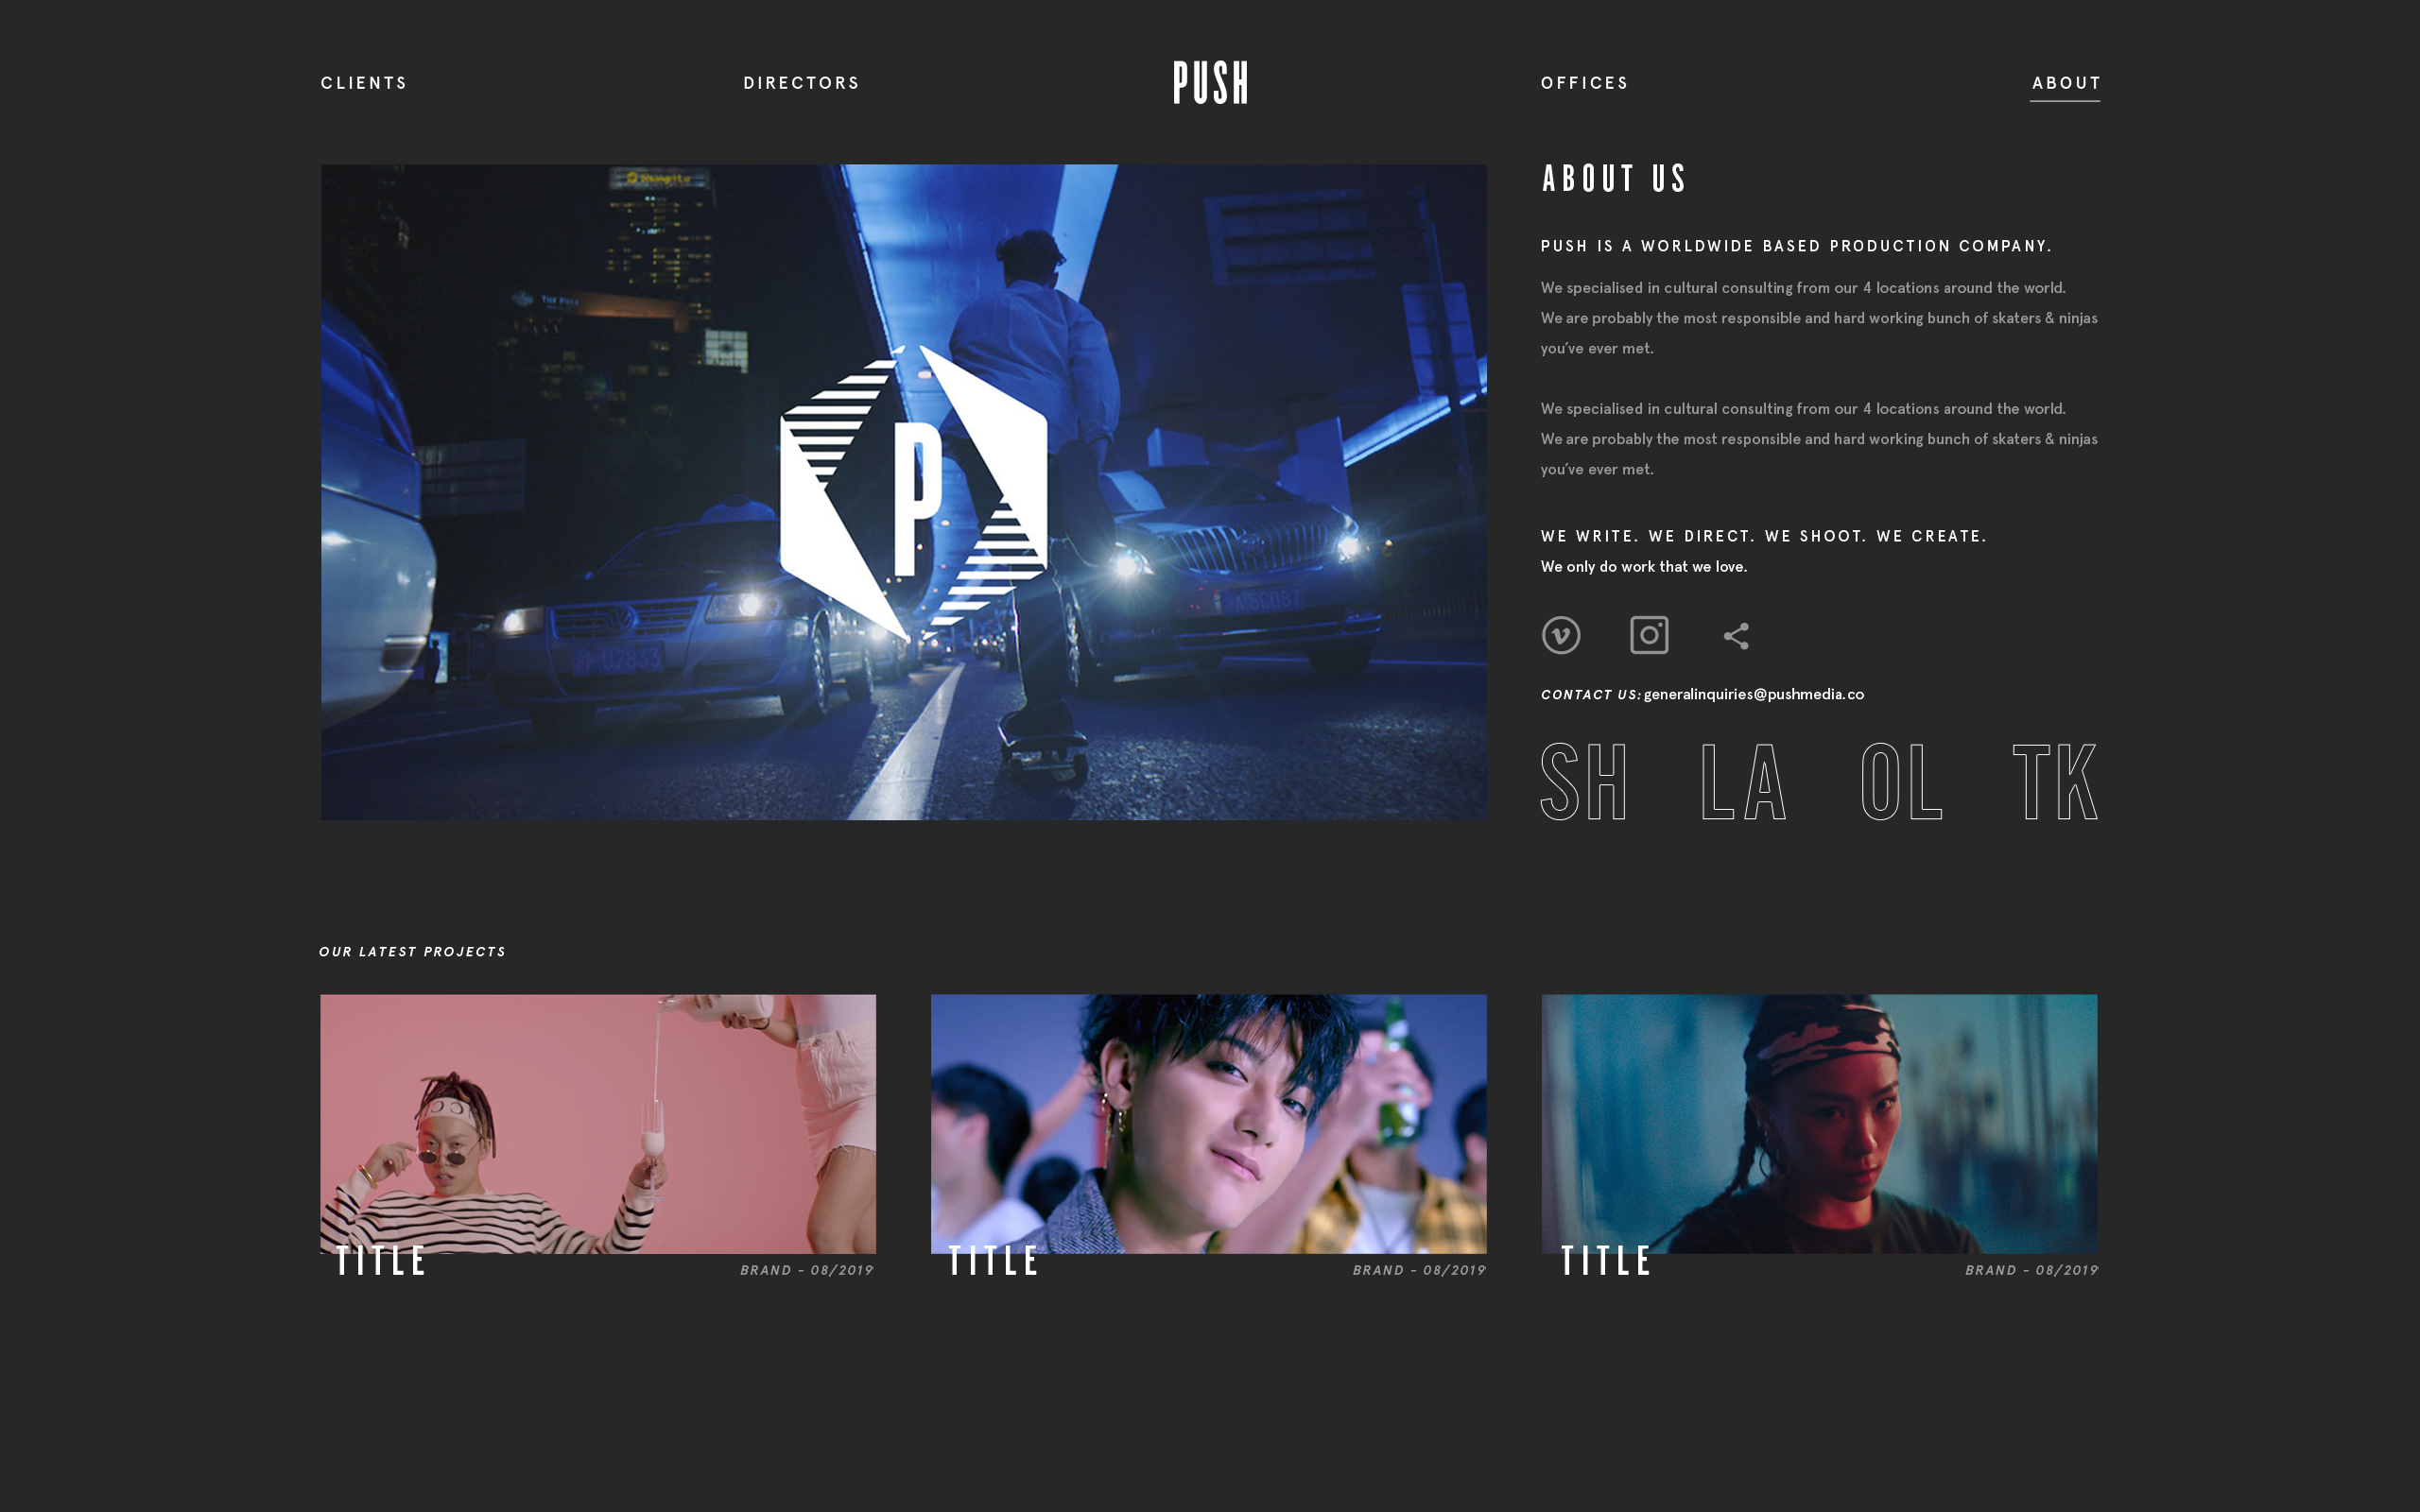 CLIENTS
DIRECTORS
PUSH
OFFICES
ABOUT
P
ABOUT US
PUSH IS A WORLDWIDE BASED PRODUCTION COMPANY.
We specialised in cultural consulting from our 4 locations around the world.
We are probably the most responsible and hard working bunch of skaters & ninjas
you’ve ever met.
We specialised in cultural consulting from our 4 locations around the world.
We are probably the most responsible and hard working bunch of skaters & ninjas
you’ve ever met.
WE WRITE. WE DIRECT. WE SHOOT. WE CREATE.
We only do work that we love.
CONTACT US: generalinquiries@pushmedia.co
SH LA OL TK
OUR LATEST PROJECTS
TITLE
BRAND - 08/2019
TITLE
BRAND - 08/2019
TITLE
BRAND - 08/2019